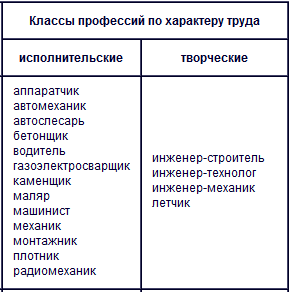 Классы профессий по характеру труда
исполнительские
творческие
аппаратчик
автомеханик
автослесарь
бетонщик
водитель
газоэлектросварщик
каменщик
маляр
машинист
механик
монтажник
плотник
радиомеханик
инженер-строитель
инженер-технолог
инженер-механик
летчик